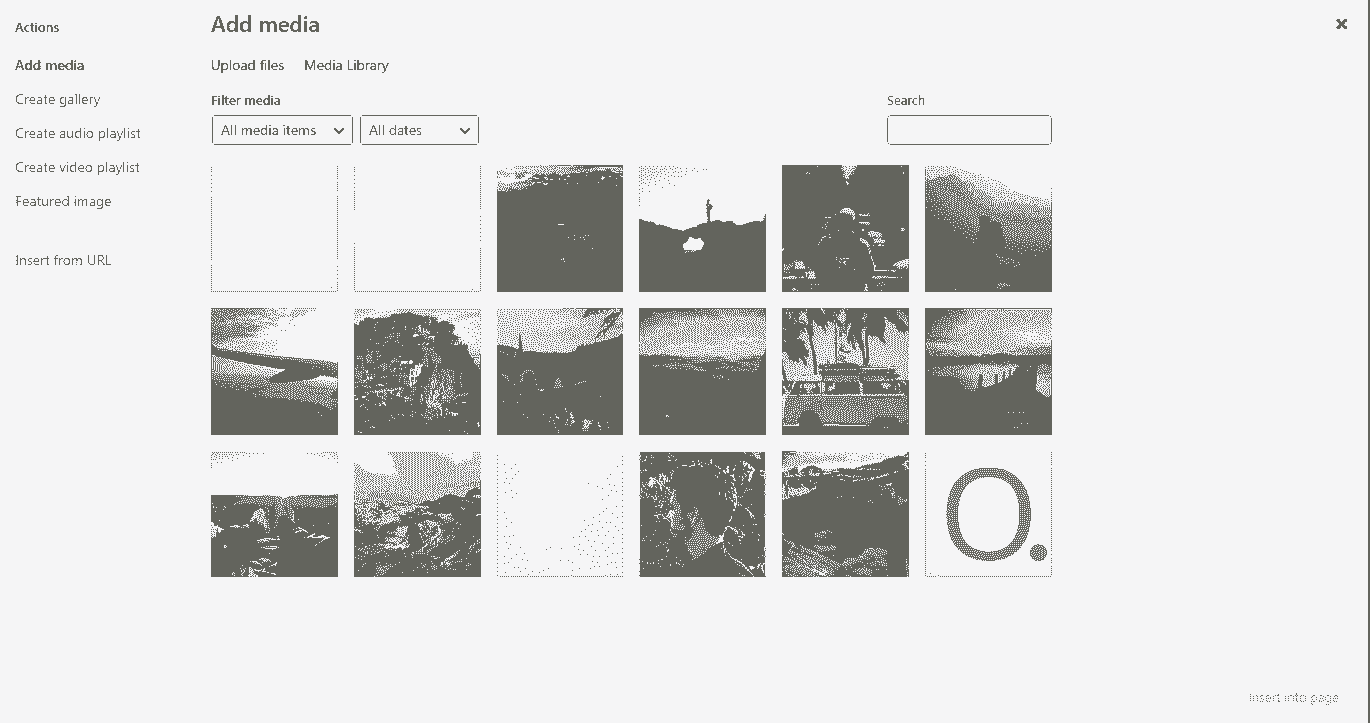 Actions
Add media
Create gallery
Create audio playlist
Create video playlist
Featured image
Insert from URL
Add media
Upload files Media Library
Filter media
All media items All dates
Search
O.
Insert into page